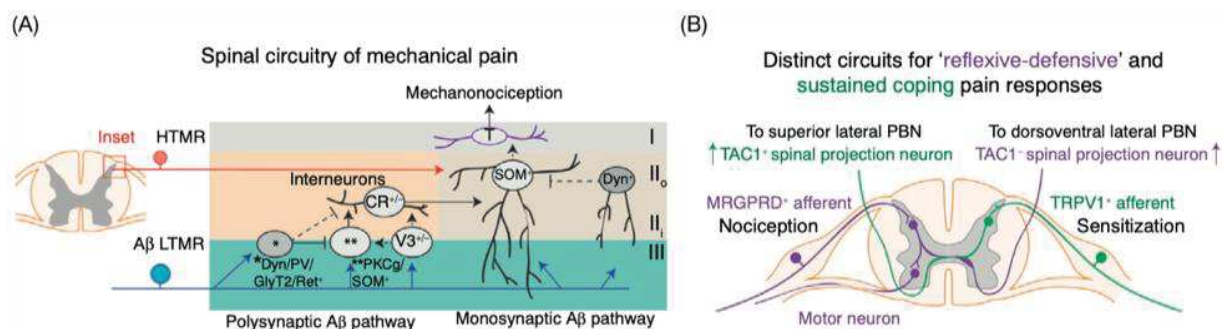 (A)
Spinal circuitry of mechanical pain
Mechanonociception
Inset
HTMR
I
II o
II i
III
Interneurons
SOM+
Dyn+
CR+/−
Aβ LTMR
*
**
V3+/−
*Dyn/PV/
GlyT2/Ret+
**PKCg/
SOM+
Polysynaptic Aβ pathway
Monosynaptic Aβ pathway
(B)
Distinct circuits for ‘reflexive-defensive’ and
sustained coping pain responses
To superior lateral PBN
↑ TAC1+ spinal projection neuron
To dorsoventral lateral PBN
TAC1− spinal projection neuron ↑
MRGPRD+ afferent
Nociception
TRPV1+ afferent
Sensitization
Motor neuron